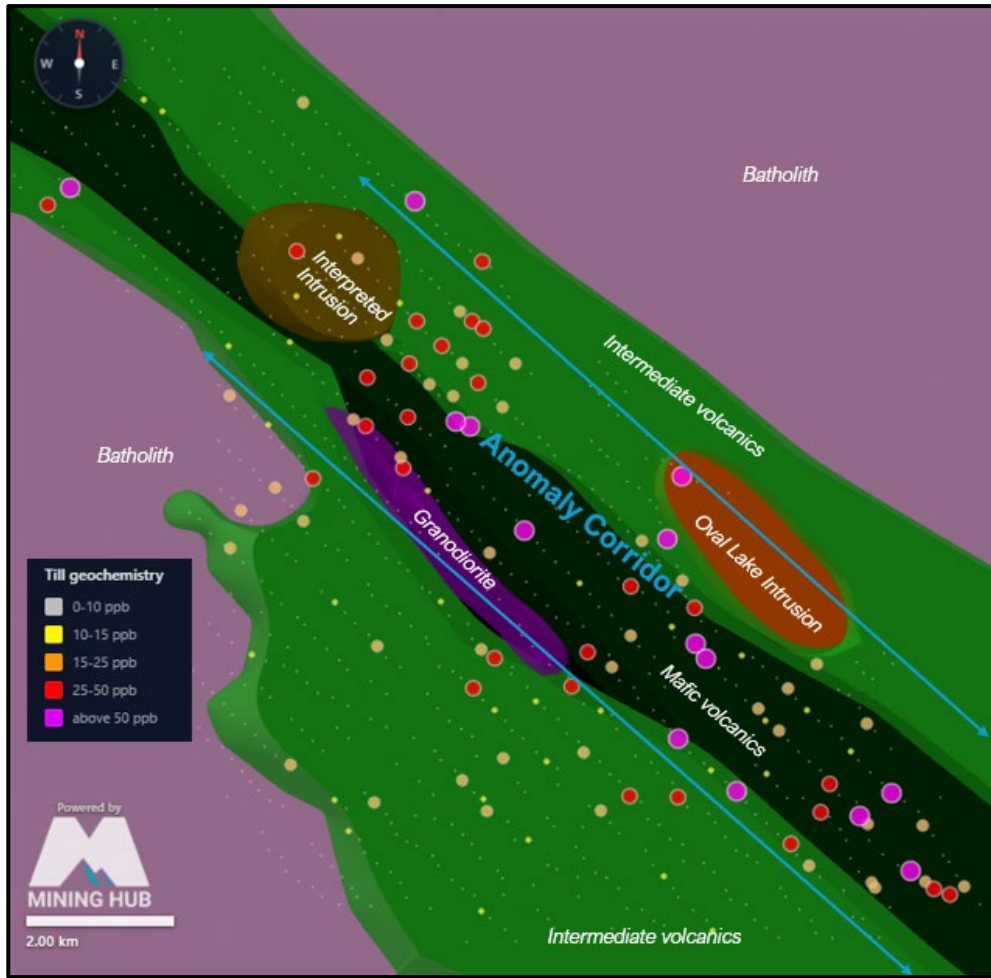 N
W
E
S
Batholith
Interpreted
Intrusion
Intermediate volcanics
Anomaly Corridor
Batholith
Granodiorite
Oval Lake Intrusion
Mafic volcanics
Till geochemistry
0-10 ppb
10-15 ppb
15-25 ppb
25-50 ppb
above 50 ppb
Powered by
MINING HUB
2.00 km
Intermediate volcanics